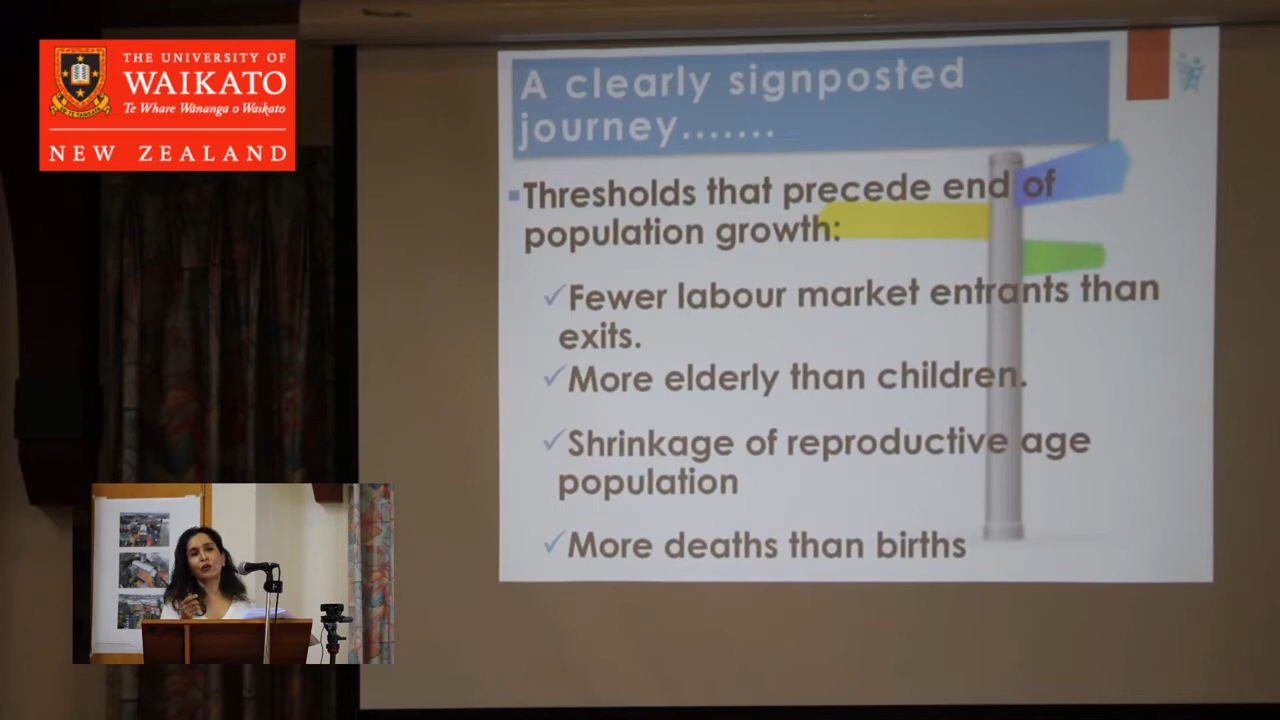 THE UNIVERSITY OF
WAIKATO
Te Whare Wānanga o Waikato
NEW ZEALAND
A clearly signposted
journey.......
Thresholds that precede end of
population growth:
Fewer labour market entrants than
exits.
More elderly than children.
Shrinkage of reproductive age
population
More deaths than births